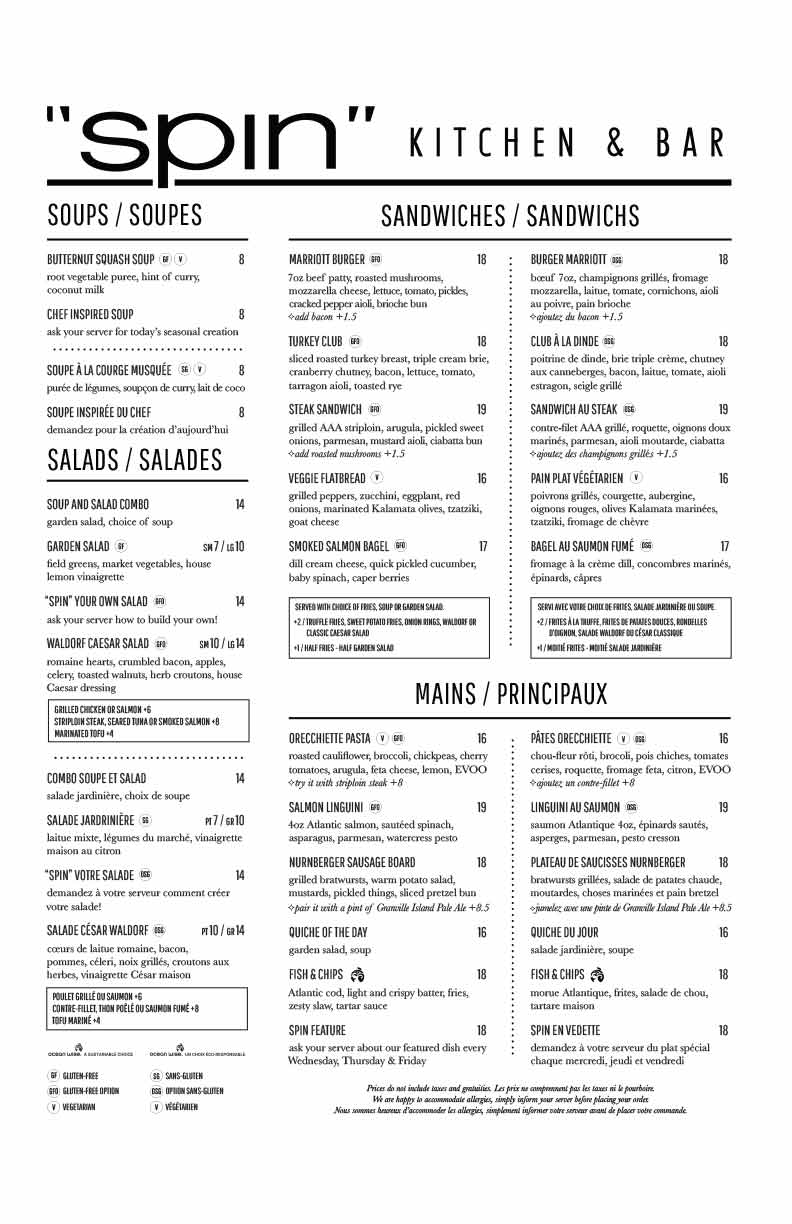 "spin" KITCHEN & BAR
SOUPS / SOUPES
BUTTERNUT SQUASH SOUP GF V 8
root vegetable puree, hint of curry,
coconut milk
CHEF INSPIRED SOUP 8
ask your server for today's seasonal creation
SOUPE À LA COURGE MUSQUÉE SG V 8
purée de légumes, soupçon de curry, lait de coco
SOUPE INSPIRÉE DU CHEF 8
demandez pour la création d'aujourd'hui
SALADS / SALADES
SOUP AND SALAD COMBO 14
garden salad, choice of soup
GARDEN SALAD GF SM 7 / LG 10
field greens, market vegetables, house
lemon vinaigrette
"SPIN" YOUR OWN SALAD GFO 14
ask your server how to build your own!
WALDORF CAESAR SALAD GFO SM 10 / LG 14
romaine hearts, crumbled bacon, apples,
celery, toasted walnuts, herb croutons, house
Caesar dressing
GRILLED CHICKEN OR SALMON +6
STRIPLOIN STEAK, SEARED TUNA OR SMOKED SALMON +8
MARINATED TOFU +4
COMBO SOUPE ET SALAD 14
salade jardinière, choix de soupe
SALADE JARDRINIÈRE SG PT 7 / GR 10
laitue mixte, légumes du marché, vinaigrette
maison au citron
"SPIN" VOTRE SALADE OSG 14
demandez à votre serveur comment créer
votre salade!
SALADE CÉSAR WALDORF OSG PT 10 / GR 14
cœurs de laitue romaine, bacon,
pommes, céleri, noix grillés, croutons aux
herbes, vinaigrette César maison
POULET GRILLÉ OU SAUMON +6
CONTRE-FILLET, THON POÊLÉ OU SAUMON FUMÉ +8
TOFU MARINÉ +4
ocean wise. A SUSTAINABLE CHOICE
ocean wise. UN CHOIX ÉCO-RESPONSABLE
GF GLUTEN-FREE
GFO GLUTEN-FREE OPTION
V VEGETARIAN
SG SANS-GLUTEN
OSG OPTION SANS-GLUTEN
V VÉGÉTARIEN
SANDWICHES / SANDWICHS
MARRIOTT BURGER GFO 18
7oz beef patty, roasted mushrooms,
mozzarella cheese, lettuce, tomato, pickles,
cracked pepper aioli, brioche bun
✧add bacon +1.5
TURKEY CLUB GFO 18
sliced roasted turkey breast, triple cream brie,
cranberry chutney, bacon, lettuce, tomato,
tarragon aioli, toasted rye
STEAK SANDWICH GFO 19
grilled AAA striploin, arugula, pickled sweet
onions, parmesan, mustard aioli, ciabatta bun
✧add roasted mushrooms +1.5
VEGGIE FLATBREAD V 16
grilled peppers, zucchini, eggplant, red
onions, marinated Kalamata olives, tzatziki,
goat cheese
SMOKED SALMON BAGEL GFO 17
dill cream cheese, quick pickled cucumber,
baby spinach, caper berries
SERVED WITH CHOICE OF FRIES, SOUP OR GARDEN SALAD.
+2 / TRUFFLE FRIES, SWEET POTATO FRIES, ONION RINGS, WALDORF OR
CLASSIC CAESAR SALAD
+1 / HALF FRIES - HALF GARDEN SALAD
BURGER MARRIOTT OSG 18
bœuf 7oz, champignons grillés, fromage
mozzarella, laitue, tomate, cornichons, aioli
au poivre, pain brioche
✧ajoutez du bacon +1.5
CLUB À LA DINDE OSG 18
poitrine de dinde, brie triple crème, chutney
aux canneberges, bacon, laitue, tomate, aioli
estragon, seigle grillé
SANDWICH AU STEAK OSG 19
contre-filet AAA grillé, roquette, oignons doux
marinés, parmesan, aioli moutarde, ciabatta
✧ajoutez des champignons grillés +1.5
PAIN PLAT VÉGÉTARIEN V 16
poivrons grillés, courgette, aubergine,
oignons rouges, olives Kalamata marinées,
tzatziki, fromage de chèvre
BAGEL AU SAUMON FUMÉ OSG 17
fromage à la crème dill, concombres marinés,
épinards, câpres
SERVI AVEC VOTRE CHOIX DE FRITES, SALADE JARDINIÈRE OU SOUPE.
+2 / FRITES À LA TRUFFE, FRITES DE PATATES DOUCES, RONDELLES
D'OIGNON, SALADE WALDORF OU CÉSAR CLASSIQUE
+1 / MOITIÉ FRITES - MOITIÉ SALADE JARDINIÈRE
MAINS / PRINCIPAUX
ORECCHIETTE PASTA V GFO 16
roasted cauliflower, broccoli, chickpeas, cherry
tomatoes, arugula, feta cheese, lemon, EVOO
✧try it with striploin steak +8
SALMON LINGUINI GFO 19
4oz Atlantic salmon, sautéed spinach,
asparagus, parmesan, watercress pesto
NURNBERGER SAUSAGE BOARD 18
grilled bratwursts, warm potato salad,
mustards, pickled things, sliced pretzel bun
✧pair it with a pint of Granville Island Pale Ale +8.5
QUICHE OF THE DAY 16
garden salad, soup
FISH & CHIPS 18
Atlantic cod, light and crispy batter, fries,
zesty slaw, tartar sauce
SPIN FEATURE 18
ask your server about our featured dish every
Wednesday, Thursday & Friday
PÂTES ORECCHIETTE V OSG 16
chou-fleur rôti, brocoli, pois chiches, tomates
cerises, roquette, fromage feta, citron, EVOO
✧ajoutez un contre-fillet +8
LINGUINI AU SAUMON OSG 19
saumon Atlantique 4oz, épinards sautés,
asperges, parmesan, pesto cresson
PLATEAU DE SAUCISSES NURNBERGER 18
bratwursts grillées, salade de patates chaude,
moutardes, choses marinées et pain bretzel
✧jumelez avec une pinte de Granville Island Pale Ale +8.5
QUICHE DU JOUR 16
salade jardinière, soupe
FISH & CHIPS 18
morue Atlantique, frites, salade de chou,
tartare maison
SPIN EN VEDETTE 18
demandez à votre serveur du plat spécial
chaque mercredi, jeudi et vendredi
Prices do not include taxes and gratuities. Les prix ne comprennent pas les taxes ni le pourboire.
We are happy to accommodate allergies, simply inform your server before placing your order.
Nous sommes heureux d'accommoder les allergies, simplement informer votre serveur avant de placer votre commande.